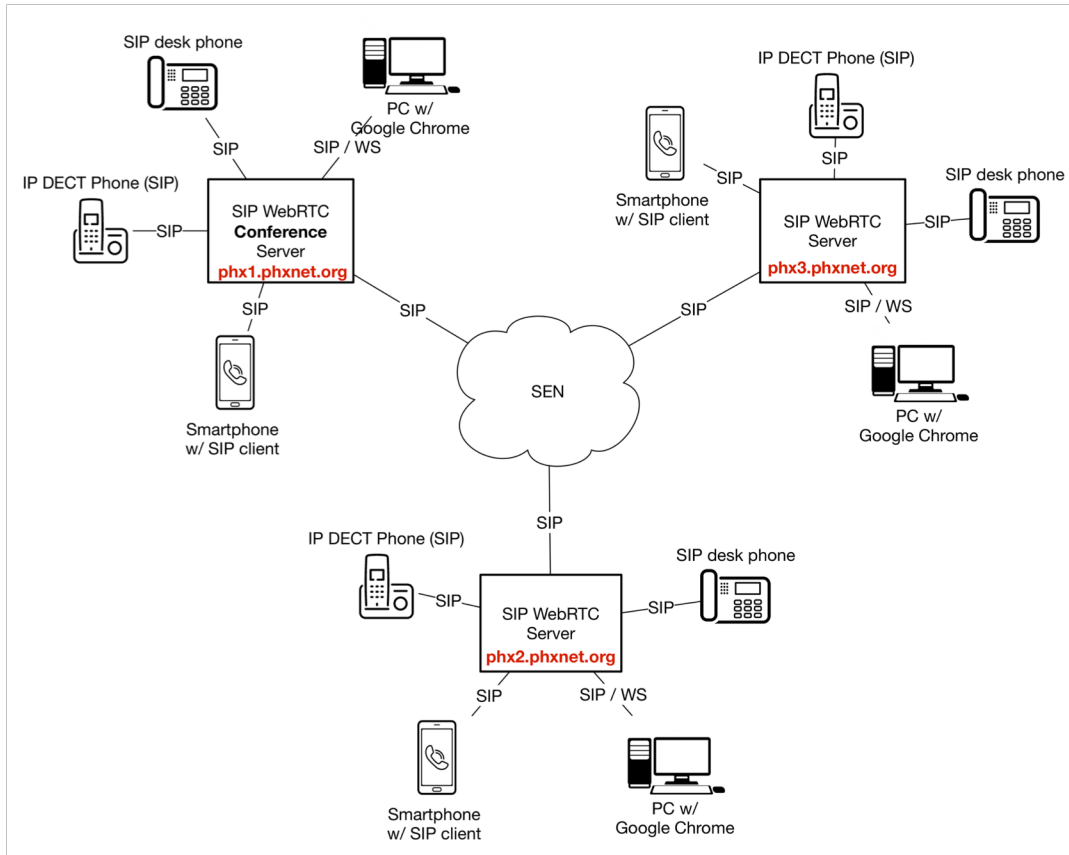 SIP desk phone
PC w/
Google Chrome
SIP
SIP / WS
IP DECT Phone (SIP)
SIP
SIP WebRTC
Conference
Server
phx1.phxnet.org
SIP
SIP
Smartphone
w/ SIP client
IP DECT Phone (SIP)
SIP
Smartphone
w/ SIP client
SIP
SIP desk phone
SIP
SIP WebRTC
Server
phx3.phxnet.org
SIP / WS
SIP
PC w/
Google Chrome
SEN
SIP
IP DECT Phone (SIP)
SIP
SIP desk phone
SIP
SIP WebRTC
Server
phx2.phxnet.org
SIP
SIP / WS
Smartphone
w/ SIP client
PC w/
Google Chrome